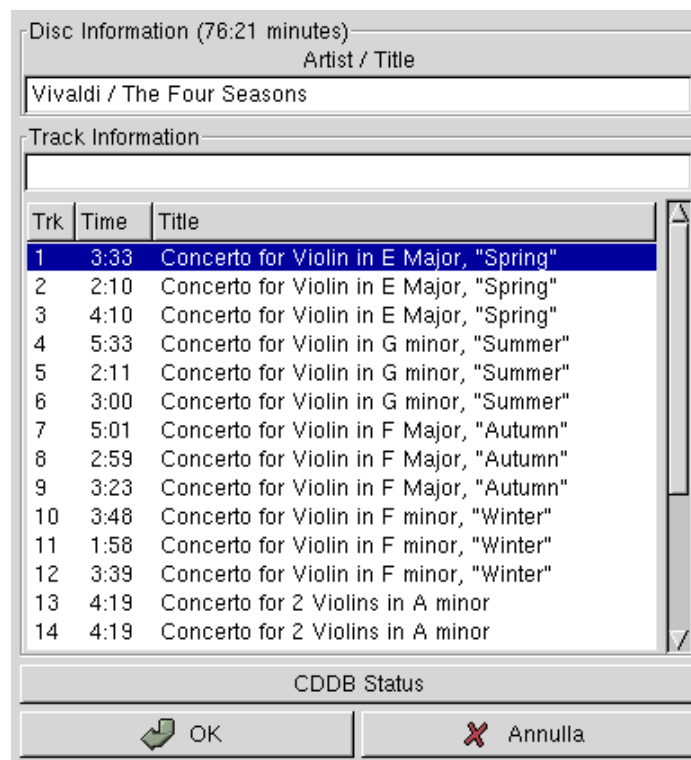 Disc Information (76:21 minutes)
Artist / Title
Vivaldi / The Four Seasons
Track Information
Trk Time Title
1 3:33 Concerto for Violin in E Major, "Spring"
2 2:10 Concerto for Violin in E Major, "Spring"
3 4:10 Concerto for Violin in E Major, "Spring"
4 5:33 Concerto for Violin in G minor, "Summer"
5 2:11 Concerto for Violin in G minor, "Summer"
6 3:00 Concerto for Violin in G minor, "Summer"
7 5:01 Concerto for Violin in F Major, "Autumn"
8 2:59 Concerto for Violin in F Major, "Autumn"
9 3:23 Concerto for Violin in F Major, "Autumn"
10 3:48 Concerto for Violin in F minor, "Winter"
11 1:58 Concerto for Violin in F minor, "Winter"
12 3:39 Concerto for Violin in F minor, "Winter"
13 4:19 Concerto for 2 Violins in A minor
14 4:19 Concerto for 2 Violins in A minor
CDDB Status
OK Annulla